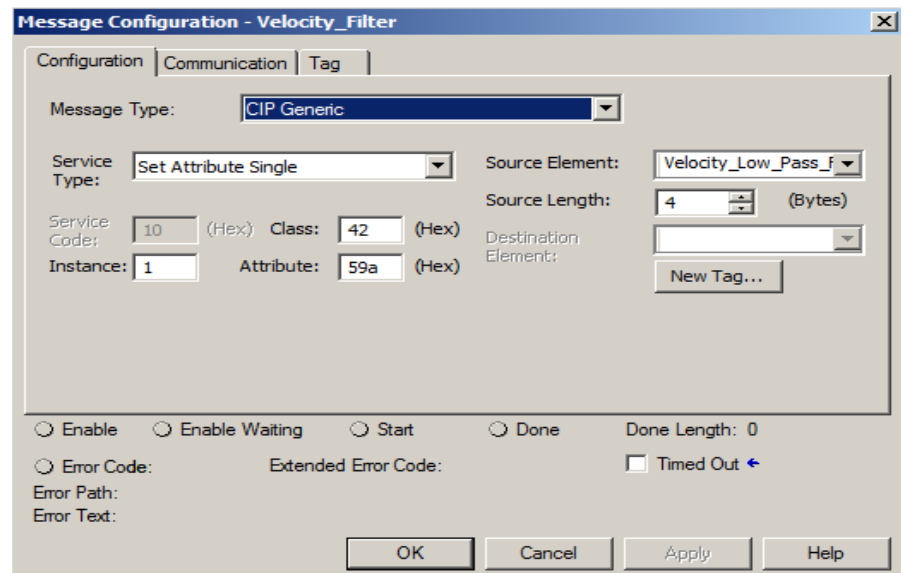 Message Configuration - Velocity_Filter
Configuration Communication Tag
Message Type: CIP Generic
Service Type: Set Attribute Single
Service Code: 10 (Hex) Class: 42 (Hex)
Instance: 1 Attribute: 59a (Hex)
Source Element: Velocity_Low_Pass_F
Source Length: 4 (Bytes)
Destination Element:
New Tag...
Enable Enable Waiting Start Done Done Length: 0
Error Code: Extended Error Code: Timed Out
Error Path:
Error Text:
OK Cancel Apply Help